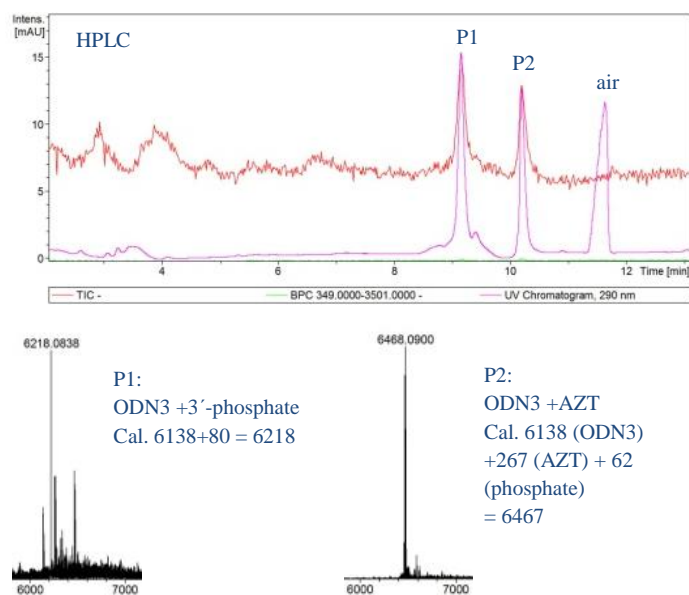 Intens.
[mAU]
HPLC
P1
P2
air
15
10
5
0
4
6
8
10
12
Time [min]
TIC -
BPC 349.0000-3501.0000 -
UV Chromatogram, 290 nm
6218.0838
P1:
ODN3 +3´-phosphate
Cal. 6138+80 = 6218
6000
7000
6468.0900
P2:
ODN3 +AZT
Cal. 6138 (ODN3)
+267 (AZT) + 62
(phosphate)
= 6467
6000
7000